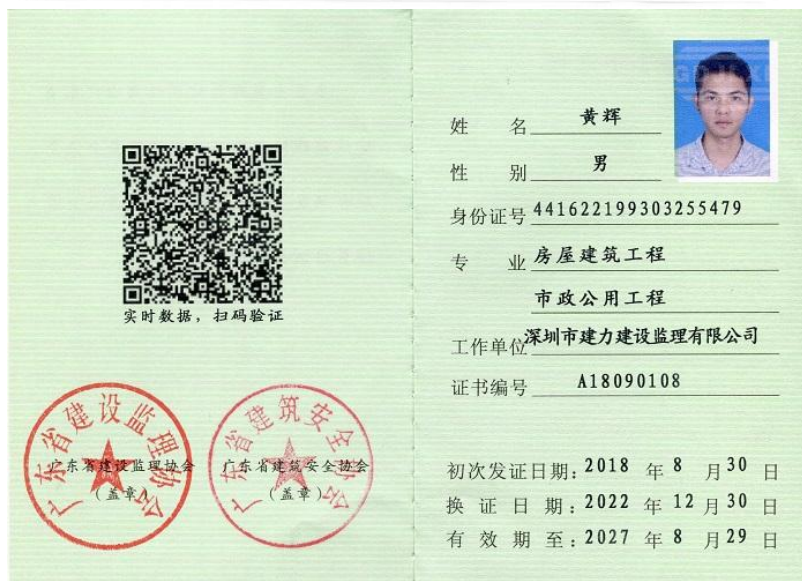 实时数据，扫码验证
广东省建设监理协会
广东省建设监理协会
（盖章）
广东省建筑安全协会
广东省建筑安全协会
（盖章）
姓 名 黄辉
性 别 男
身份证号 441622199303255479
专 业 房屋建筑工程
市政公用工程
工作单位 深圳市建力建设监理有限公司
证书编号 A18090108
初次发证日期：2018 年 8 月 30 日
换 证 日 期：2022 年 12 月 30 日
有 效 期 至：2027 年 8 月 29 日